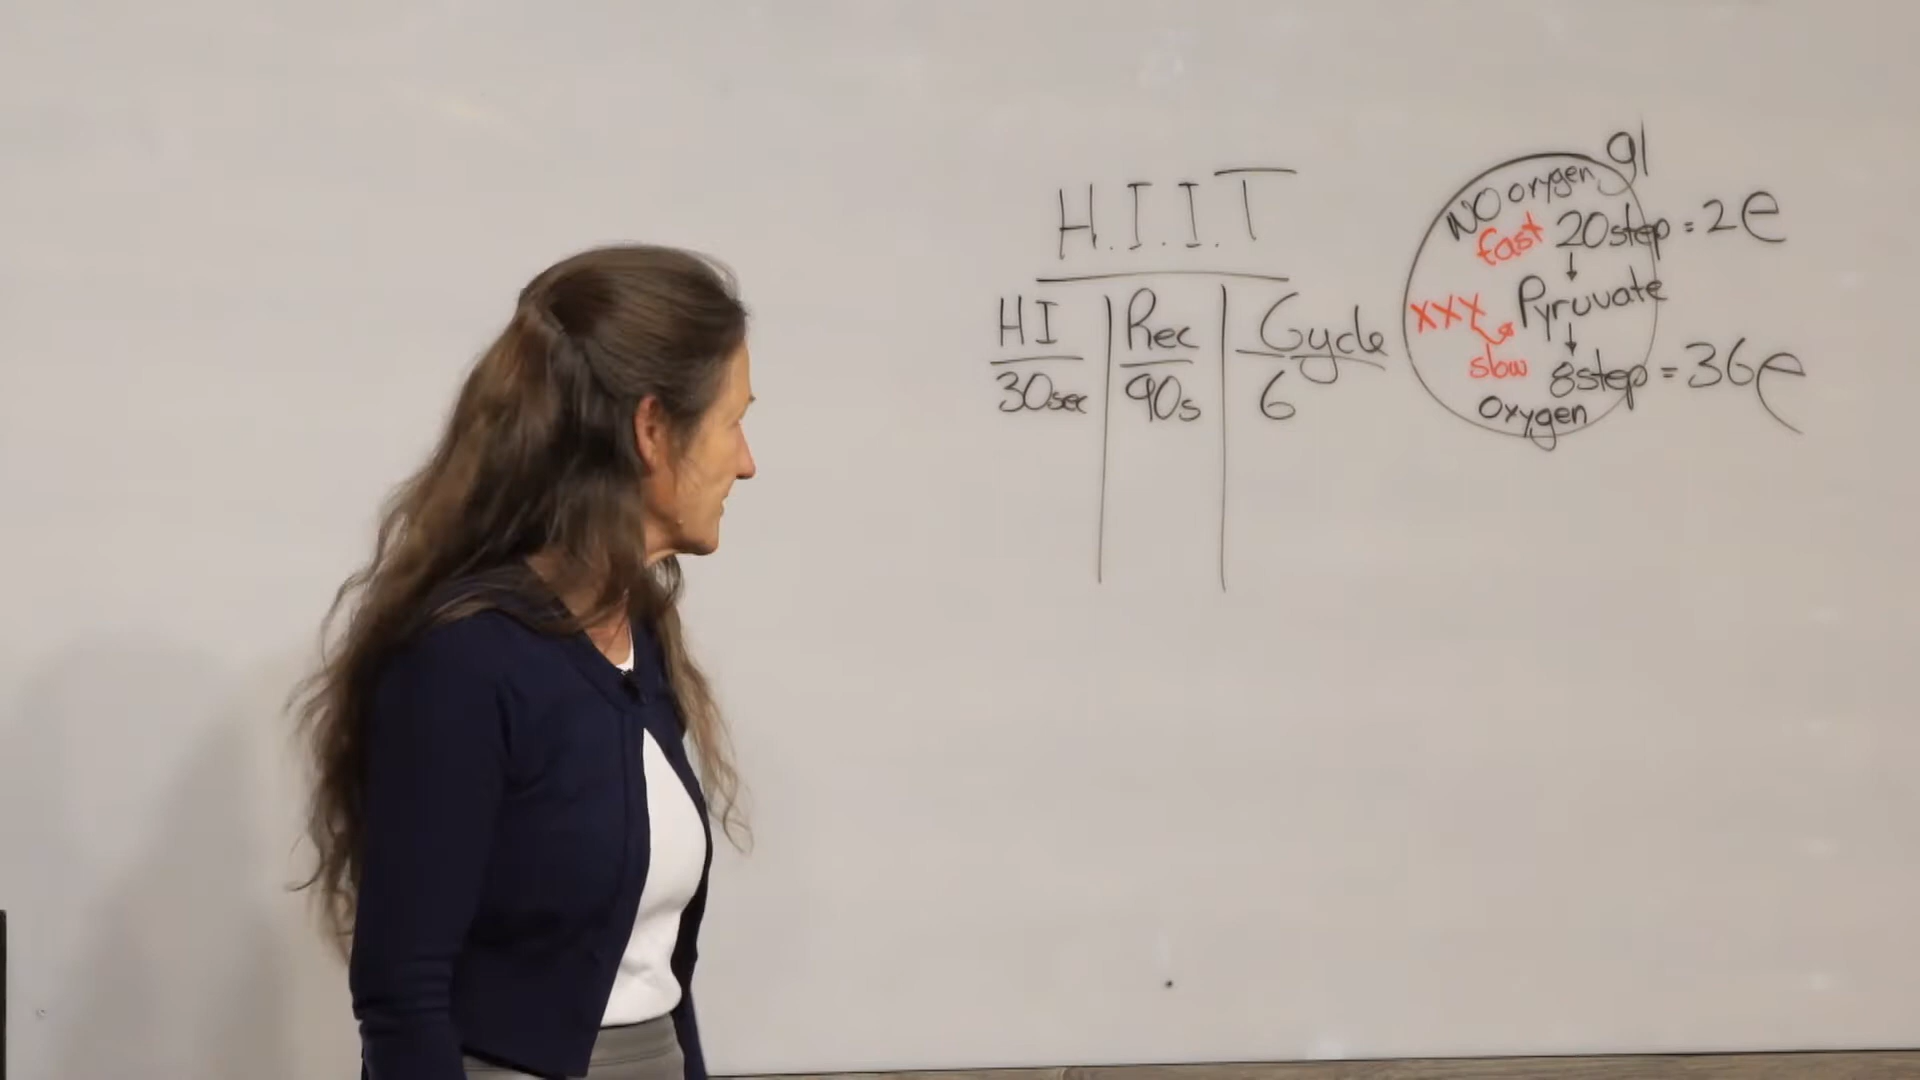 H.I.I.T
HI Rec Cycle
30sec 90s 6
gl
NO oxygen
fast 20step = 2e
xxx Pyruvate
slow 8step = 36e
oxygen